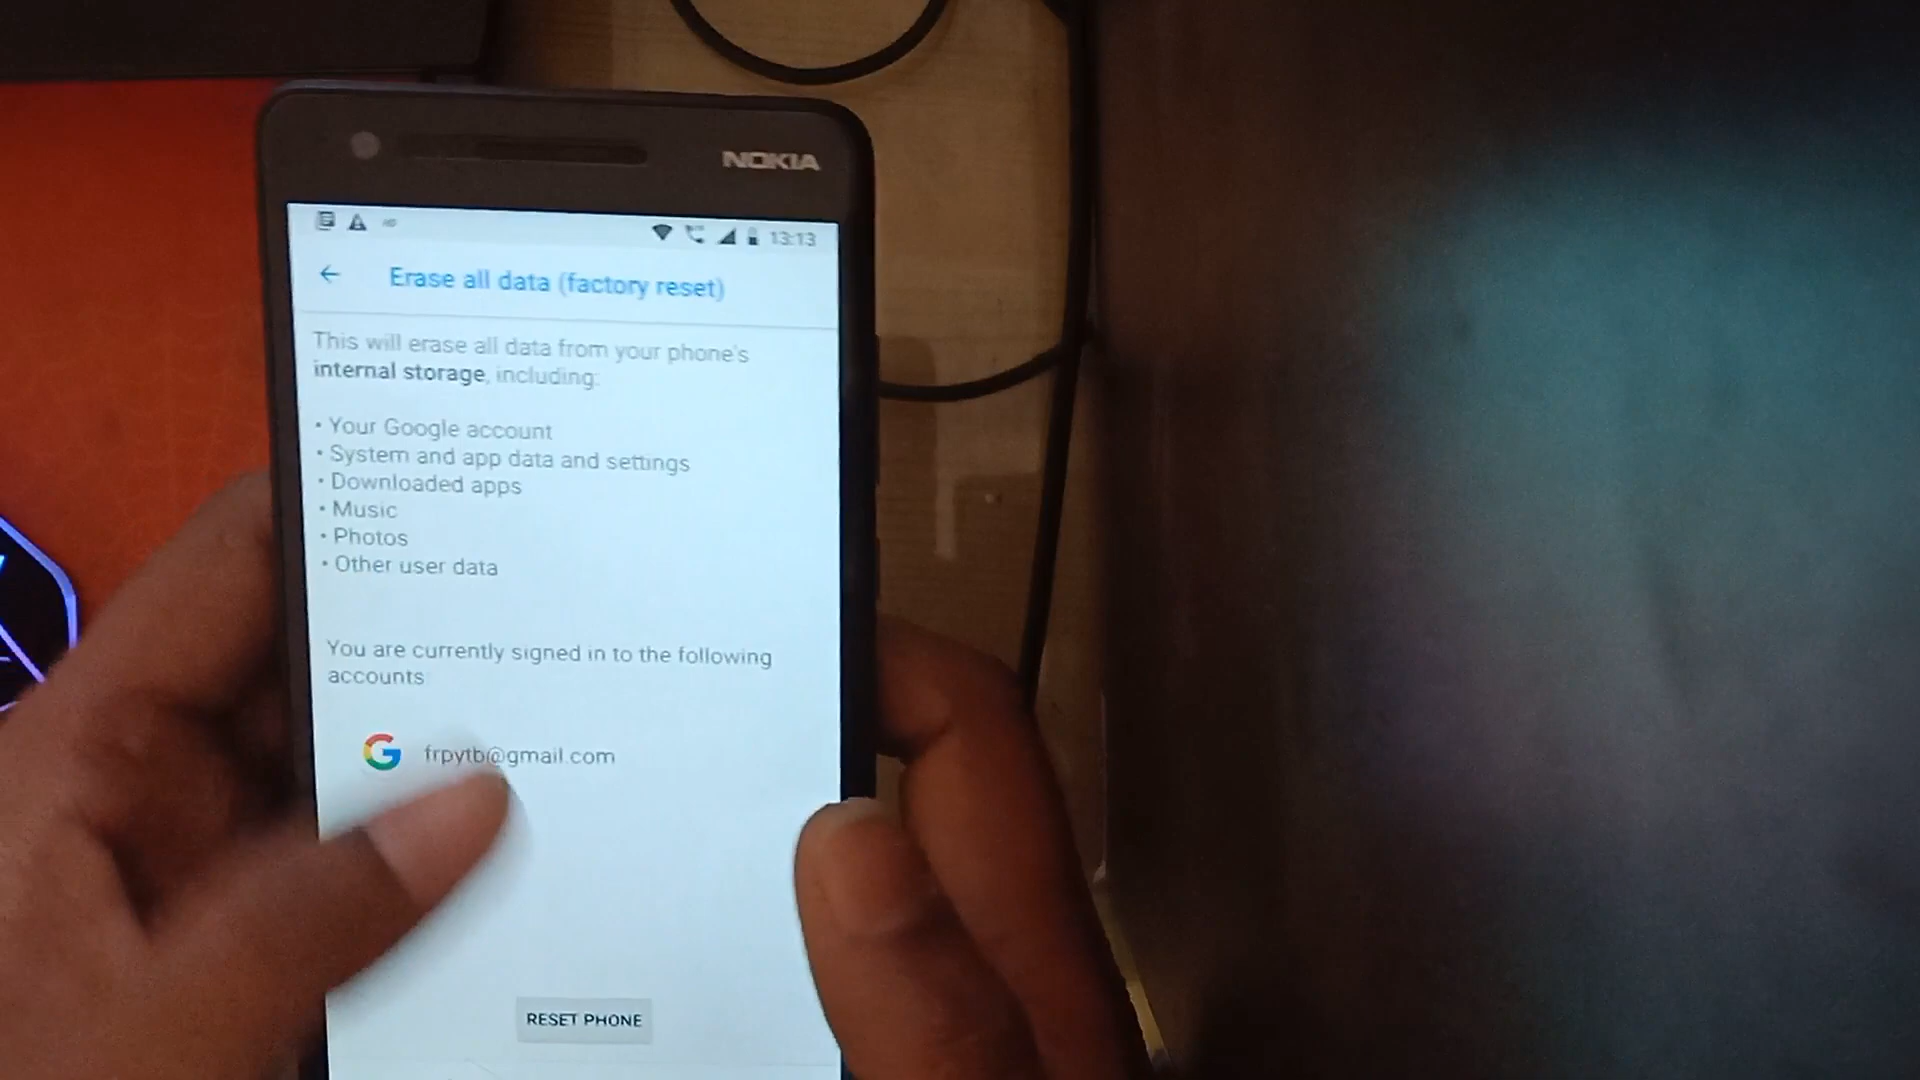 NOKIA
13:13
Erase all data (factory reset)
This will erase all data from your phone's
internal storage, including:
• Your Google account
• System and app data and settings
• Downloaded apps
• Music
• Photos
• Other user data
You are currently signed in to the following
accounts
frpytb@gmail.com
RESET PHONE